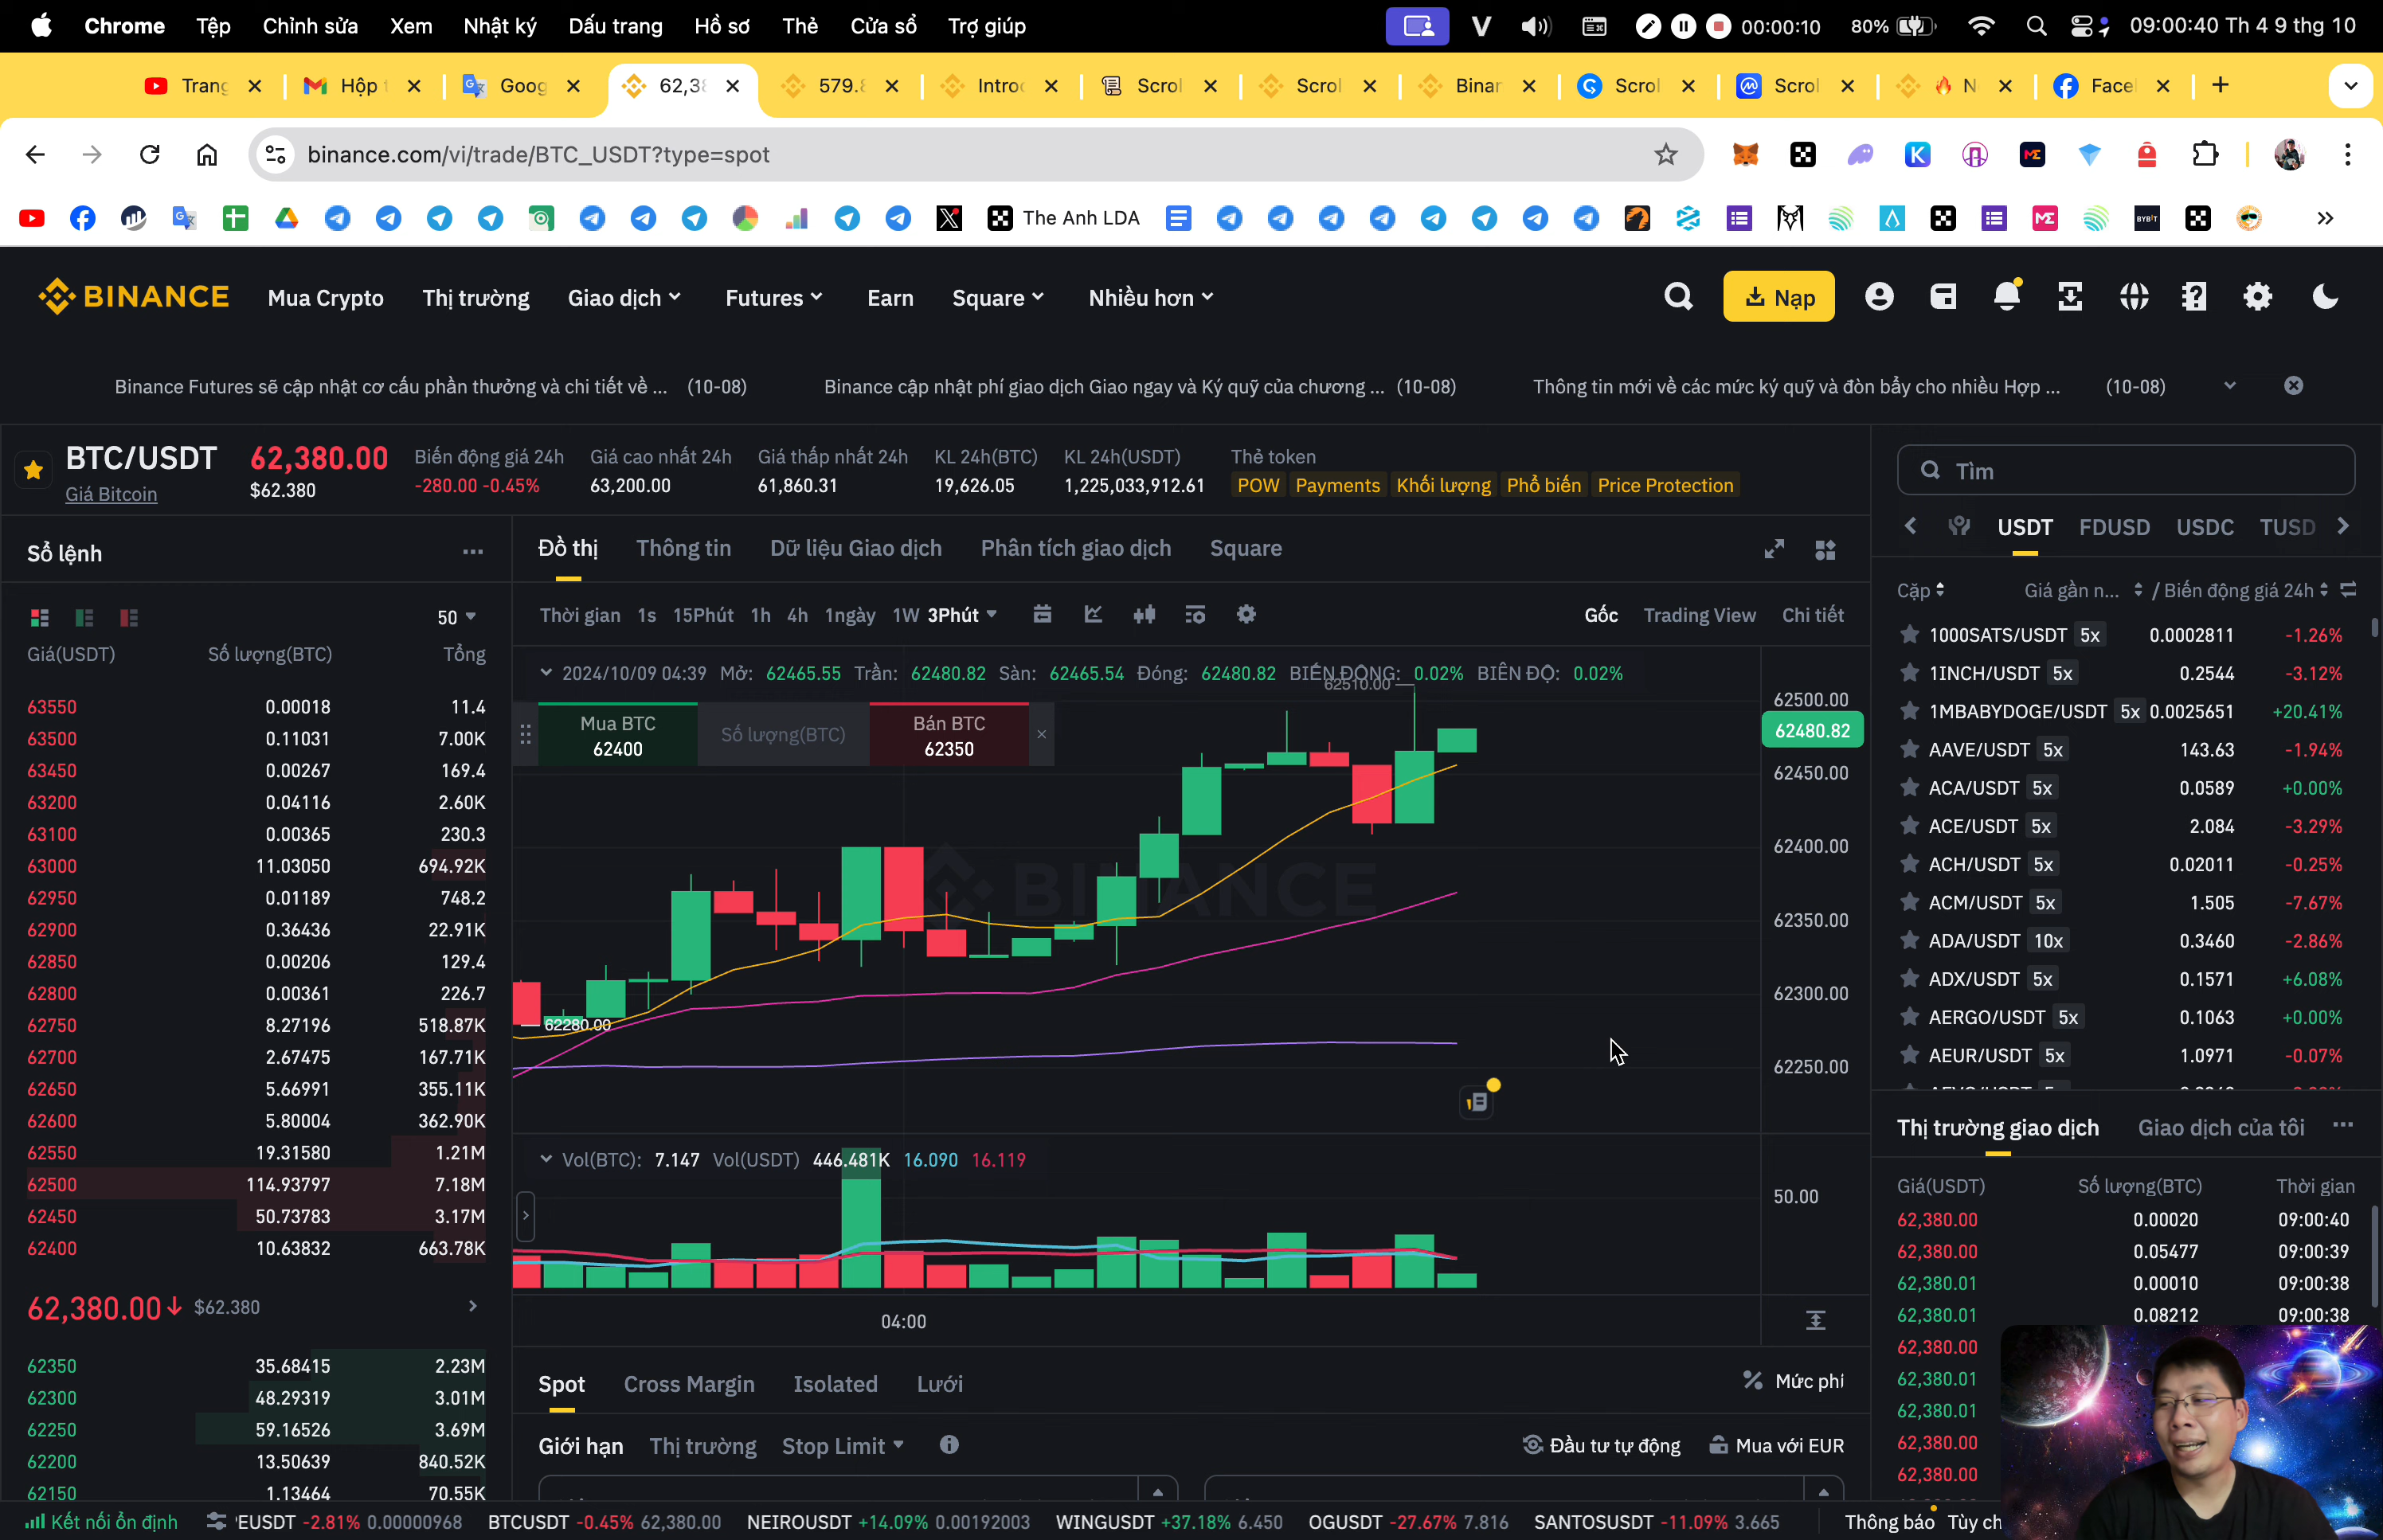 Chrome Tệp Chỉnh sửa Xem Nhật ký Dấu trang Hồ sơ Thẻ Cửa sổ Trợ giúp 00:00:10 80% 09:00:40 Th 4 9 thg 10
Trang Hộp t Goog 62,38 579.8 Introd Scrol Scrol Binan Scrol Scrol N Face
binance.com/vi/trade/BTC_USDT?type=spot
The Anh LDA
BINANCE Mua Crypto Thị trường Giao dịch Futures Earn Square Nhiều hơn Nạp
Binance Futures sẽ cập nhật cơ cấu phần thưởng và chi tiết về ... (10-08) Binance cập nhật phí giao dịch Giao ngay và Ký quỹ của chương ... (10-08) Thông tin mới về các mức ký quỹ và đòn bẩy cho nhiều Hợp ... (10-08)
BTC/USDT 62,380.00 Biến động giá 24h Giá cao nhất 24h Giá thấp nhất 24h KL 24h(BTC) KL 24h(USDT) Thẻ token
Giá Bitcoin $62.380 -280.00 -0.45% 63,200.00 61,860.31 19,626.05 1,225,033,912.61 POW Payments Khối lượng Phổ biến Price Protection
Sổ lệnh
50
Giá(USDT) Số lượng(BTC) Tổng
63550 0.00018 11.4
63500 0.11031 7.00K
63450 0.00267 169.4
63200 0.04116 2.60K
63100 0.00365 230.3
63000 11.03050 694.92K
62950 0.01189 748.2
62900 0.36436 22.91K
62850 0.00206 129.4
62800 0.00361 226.7
62750 8.27196 518.87K
62700 2.67475 167.71K
62650 5.66991 355.11K
62600 5.80004 362.90K
62550 19.31580 1.21M
62500 114.93797 7.18M
62450 50.73783 3.17M
62400 10.63832 663.78K
62,380.00 $62.380
62350 35.68415 2.23M
62300 48.29319 3.01M
62250 59.16526 3.69M
62200 13.50639 840.52K
62150 1.13464 70.55K
Đồ thị Thông tin Dữ liệu Giao dịch Phân tích giao dịch Square
Thời gian 1s 15Phút 1h 4h 1ngày 1W 3Phút Gốc Trading View Chi tiết
2024/10/09 04:39 Mở: 62465.55 Trần: 62480.82 Sàn: 62465.54 Đóng: 62480.82 BIẾN ĐỘNG: 0.02% BIÊN ĐỘ: 0.02%
62510.00
Mua BTC Số lượng(BTC) Bán BTC
62400 62350
62500.00
62480.82
62450.00
62400.00
62350.00
62300.00
62250.00
BINANCE
62280.00
Vol(BTC): 7.147 Vol(USDT) 446.481K 16.090 16.119
50.00
04:00
Spot Cross Margin Isolated Lưới Mức phí
Giới hạn Thị trường Stop Limit Đầu tư tự động Mua với EUR
Tìm
USDT FDUSD USDC TUSD
Cặp Giá gần n... / Biến động giá 24h
1000SATS/USDT 5x 0.0002811 -1.26%
1INCH/USDT 5x 0.2544 -3.12%
1MBABYDOGE/USDT 5x 0.0025651 +20.41%
AAVE/USDT 5x 143.63 -1.94%
ACA/USDT 5x 0.0589 +0.00%
ACE/USDT 5x 2.084 -3.29%
ACH/USDT 5x 0.02011 -0.25%
ACM/USDT 5x 1.505 -7.67%
ADA/USDT 10x 0.3460 -2.86%
ADX/USDT 5x 0.1571 +6.08%
AERGO/USDT 5x 0.1063 +0.00%
AEUR/USDT 5x 1.0971 -0.07%
Thị trường giao dịch Giao dịch của tôi
Giá(USDT) Số lượng(BTC) Thời gian
62,380.00 0.00020 09:00:40
62,380.00 0.05477 09:00:39
62,380.01 0.00010 09:00:38
62,380.01 0.08212 09:00:38
62,380.00
62,380.01
62,380.01
62,380.00
62,380.00
Kết nối ổn định EUSDT -2.81% 0.00000968 BTCUSDT -0.45% 62,380.00 NEIROUSDT +14.09% 0.00192003 WINGUSDT +37.18% 6.450 OGUSDT -27.67% 7.816 SANTOSUSDT -11.09% 3.665 Thông báo Tùy ch